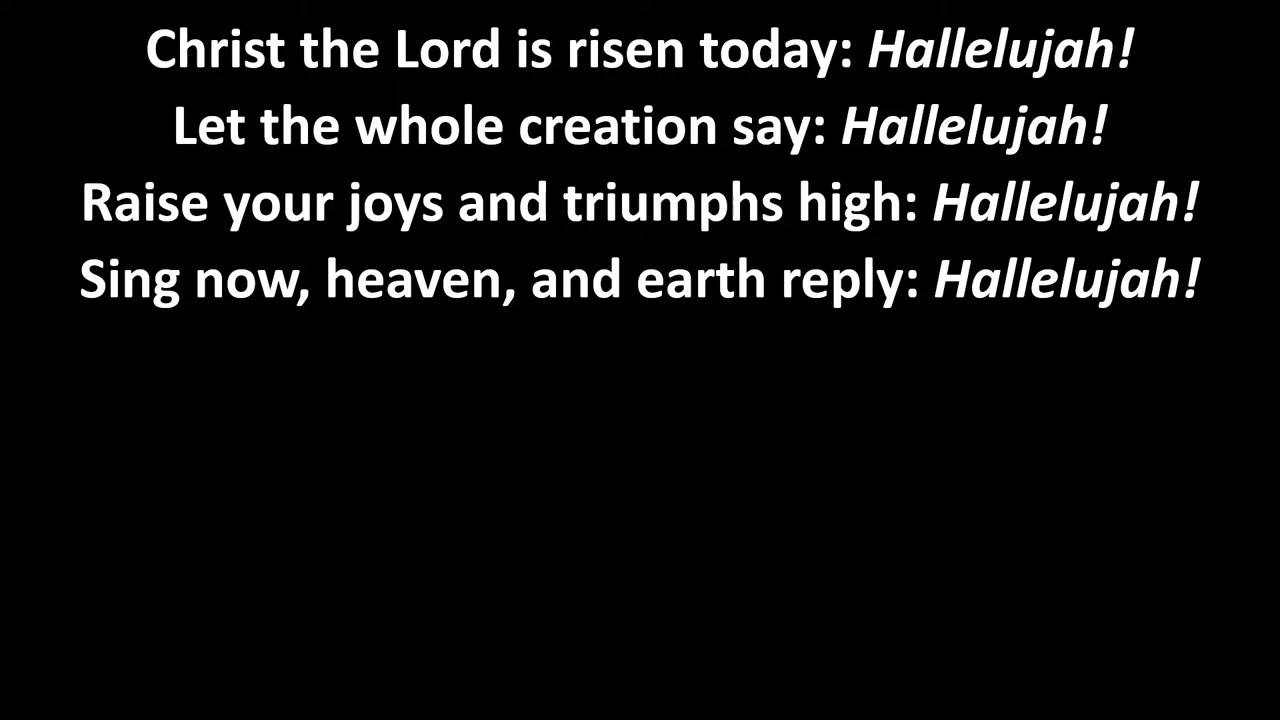 Christ the Lord is risen today: Hallelujah!
Let the whole creation say: Hallelujah!
Raise your joys and triumphs high: Hallelujah!
Sing now, heaven, and earth reply: Hallelujah!